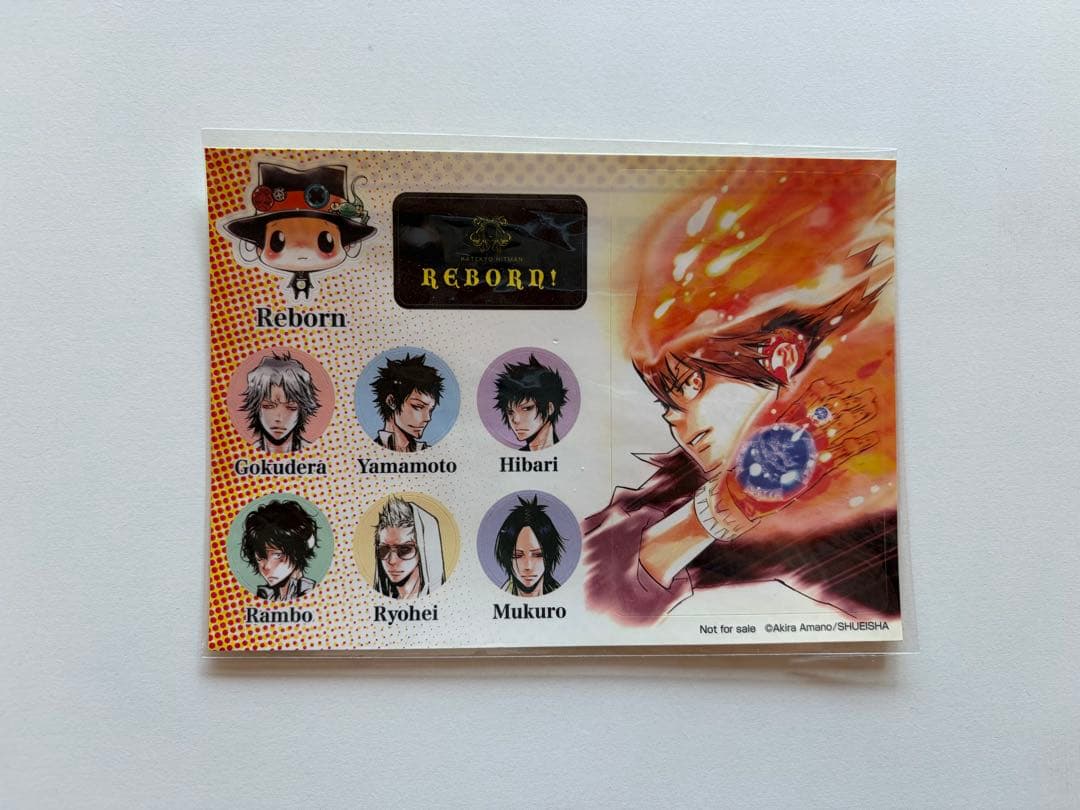 KATEKYO HITMAN
REBORN!
Reborn
Gokudera
Yamamoto
Hibari
Rambo
Ryohei
Mukuro
Not for sale ©Akira Amano/SHUEISHA